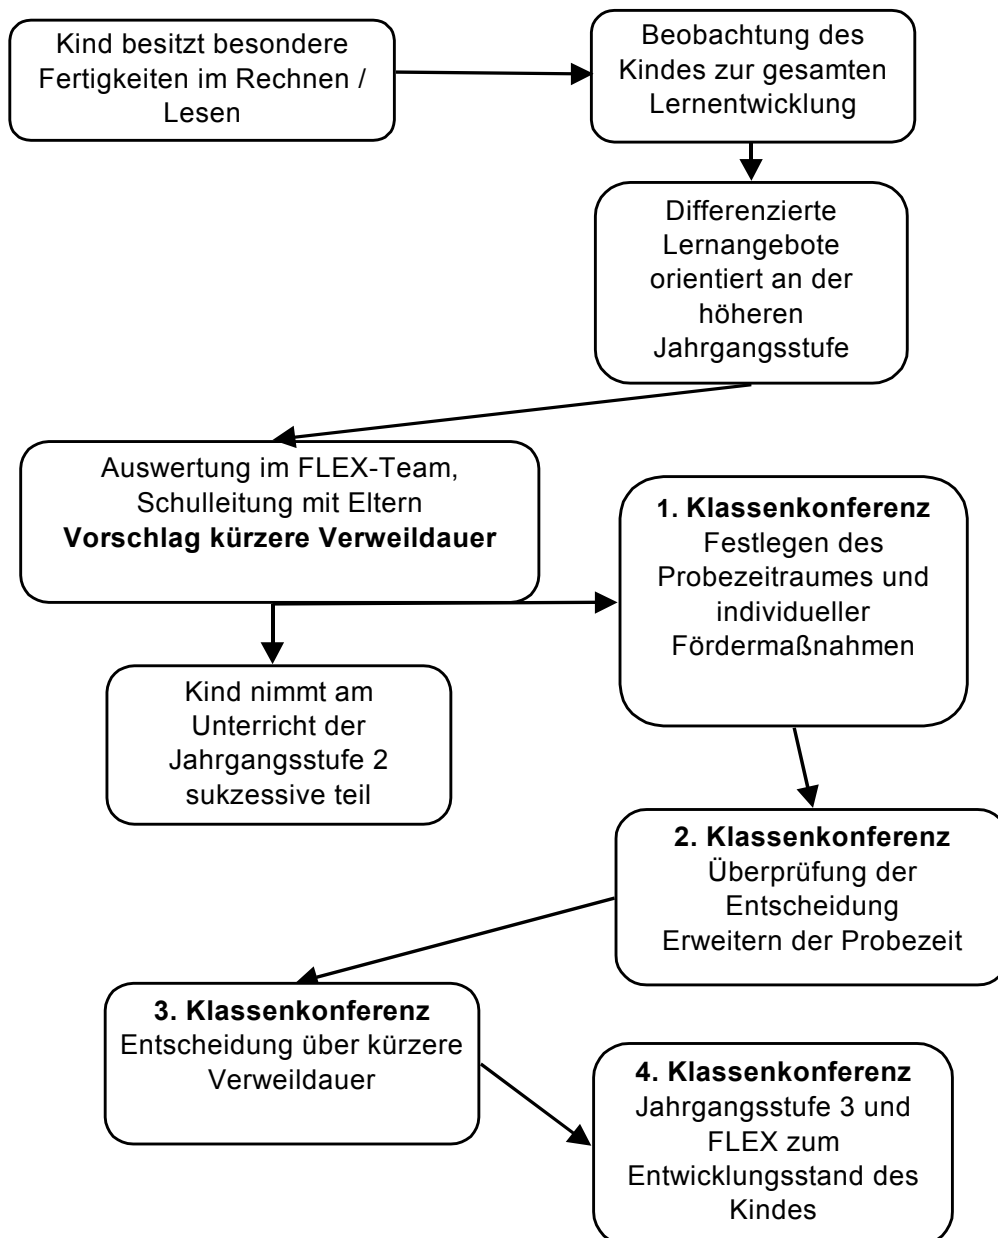 Kind besitzt besondere
Fertigkeiten im Rechnen /
Lesen
Beobachtung des
Kindes zur gesamten
Lernentwicklung
Differenzierte
Lernangebote
orientiert an der
höheren
Jahrgangsstufe
Auswertung im FLEX-Team,
Schulleitung mit Eltern
Vorschlag kürzere Verweildauer
1. Klassenkonferenz
Festlegen des
Probezeitraumes und
individueller
Fördermaßnahmen
Kind nimmt am
Unterricht der
Jahrgangsstufe 2
sukzessive teil
2. Klassenkonferenz
Überprüfung der
Entscheidung
Erweitern der Probezeit
3. Klassenkonferenz
Entscheidung über kürzere
Verweildauer
4. Klassenkonferenz
Jahrgangsstufe 3 und
FLEX zum
Entwicklungsstand des
Kindes